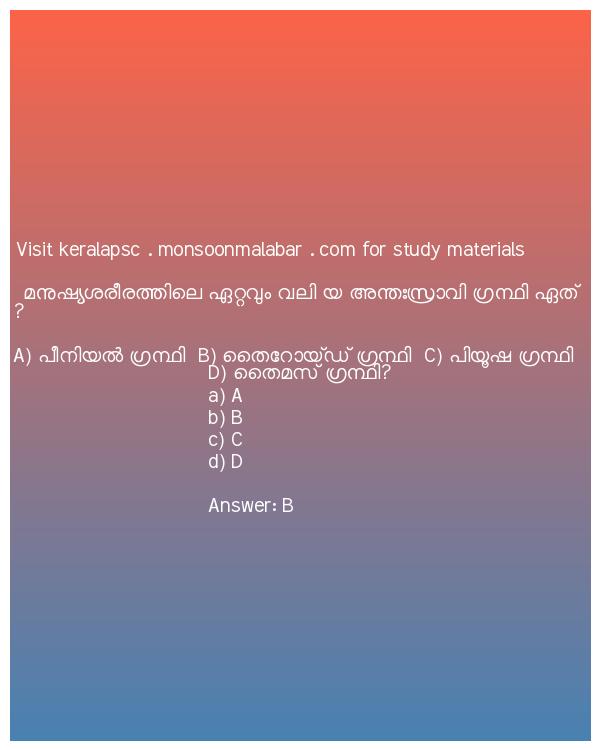 Visit keralapsc . monsoonmalabar . com for study materials
മനുഷ്യശരീരത്തിലെ ഏറ്റവും വലി യ അന്തഃസ്രാവി ഗ്രന്ഥി ഏത്
?
A) പീനിയൽ ഗ്രന്ഥി B) തൈറോയ്ഡ് ഗ്രന്ഥി C) പിയൂഷ ഗ്രന്ഥി
D) തൈമസ് ഗ്രന്ഥി?
a) A
b) B
c) C
d) D
Answer: B